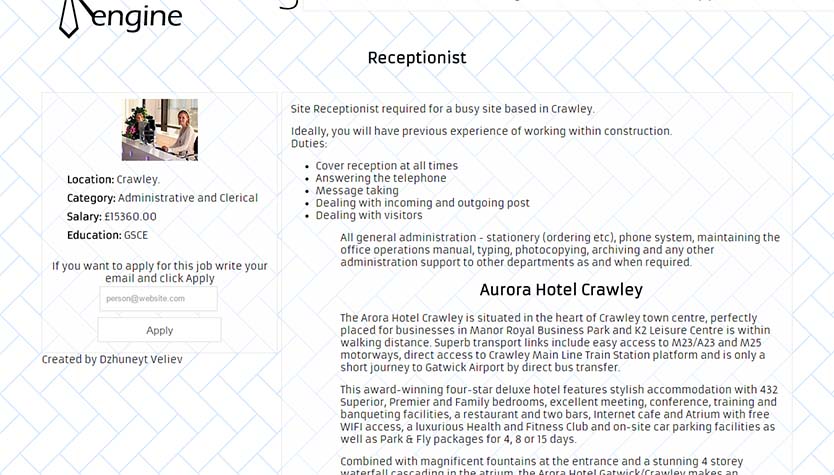 engine
Receptionist
Location: Crawley.
Category: Administrative and Clerical
Salary: £15360.00
Education: GSCE
If you want to apply for this job write your
email and click Apply
person@website.com
Apply
Created by Dzhuneyt Veliev
Site Receptionist required for a busy site based in Crawley.
Ideally, you will have previous experience of working within construction.
Duties:
Cover reception at all times
Answering the telephone
Message taking
Dealing with incoming and outgoing post
Dealing with visitors
All general administration - stationery (ordering etc), phone system, maintaining the
office operations manual, typing, photocopying, archiving and any other
administration support to other departments as and when required.
Aurora Hotel Crawley
The Arora Hotel Crawley is situated in the heart of Crawley town centre, perfectly
placed for businesses in Manor Royal Business Park and K2 Leisure Centre is within
walking distance. Superb transport links include easy access to M23/A23 and M25
motorways, direct access to Crawley Main Line Train Station platform and is only a
short journey to Gatwick Airport by direct bus transfer.
This award-winning four-star deluxe hotel features stylish accommodation with 432
Superior, Premier and Family bedrooms, excellent meeting, conference, training and
banqueting facilities, a restaurant and two bars, Internet cafe and Atrium with free
WIFI access, a luxurious Health and Fitness Club and on-site car parking facilities as
well as Park & Fly packages for 4, 8 or 15 days.
Combined with magnificent fountains at the entrance and a stunning 4 storey
waterfall cascading in the atrium, the Arora Hotel Gatwick/Crawley makes an